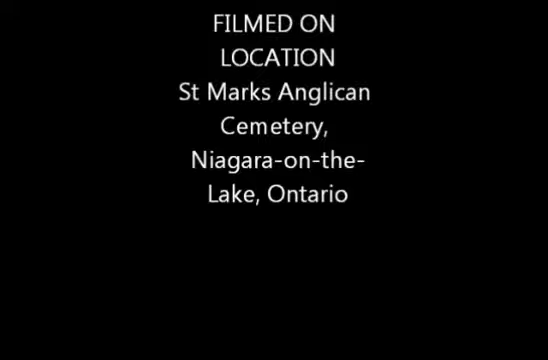 FILMED ON
LOCATION
St Marks Anglican
Cemetery,
Niagara-on-the-
Lake, Ontario